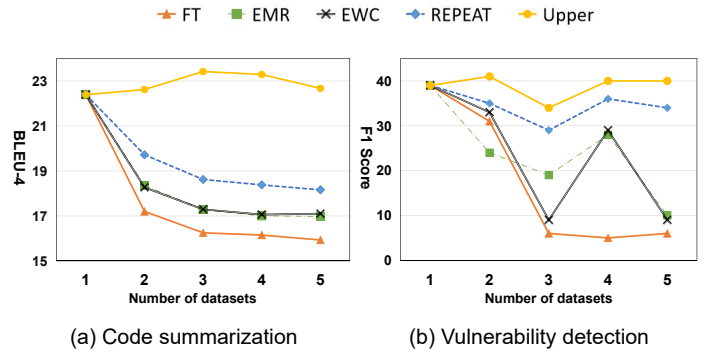 FT EMR EWC REPEAT Upper
23
21
19
17
15
BLEU-4
1 2 3 4 5
Number of datasets
(a) Code summarization
40
30
20
10
0
F1 Score
1 2 3 4 5
Number of datasets
(b) Vulnerability detection